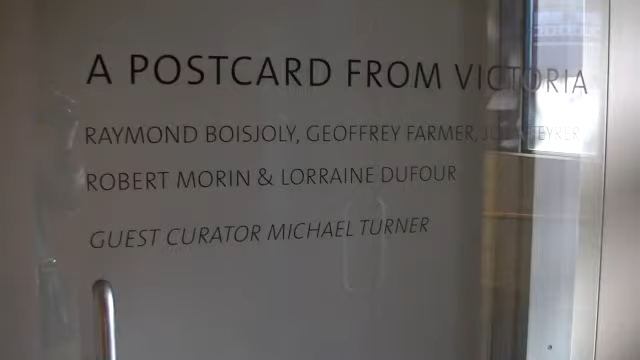 A POSTCARD FROM VICTORIA
RAYMOND BOISJOLY, GEOFFREY FARMER,
ROBERT MORIN & LORRAINE DUFOUR
GUEST CURATOR MICHAEL TURNER